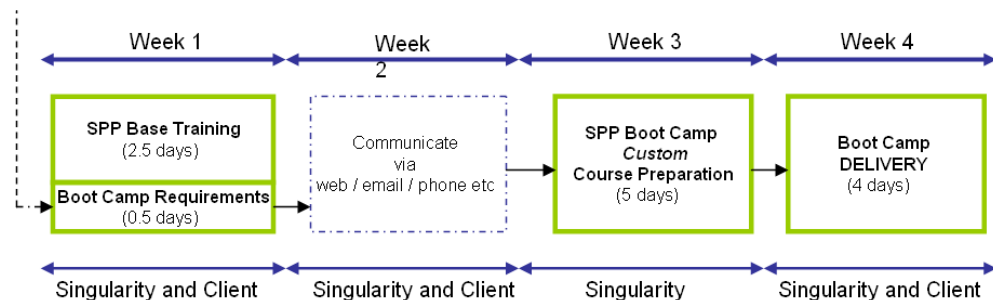 Week 1
Week
2
Week 3
Week 4
SPP Base Training
(2.5 days)
Boot Camp Requirements
(0.5 days)
Communicate
via
web / email / phone etc
SPP Boot Camp
Custom
Course Preparation
(5 days)
Boot Camp
DELIVERY
(4 days)
Singularity and Client
Singularity and Client
Singularity
Singularity and Client